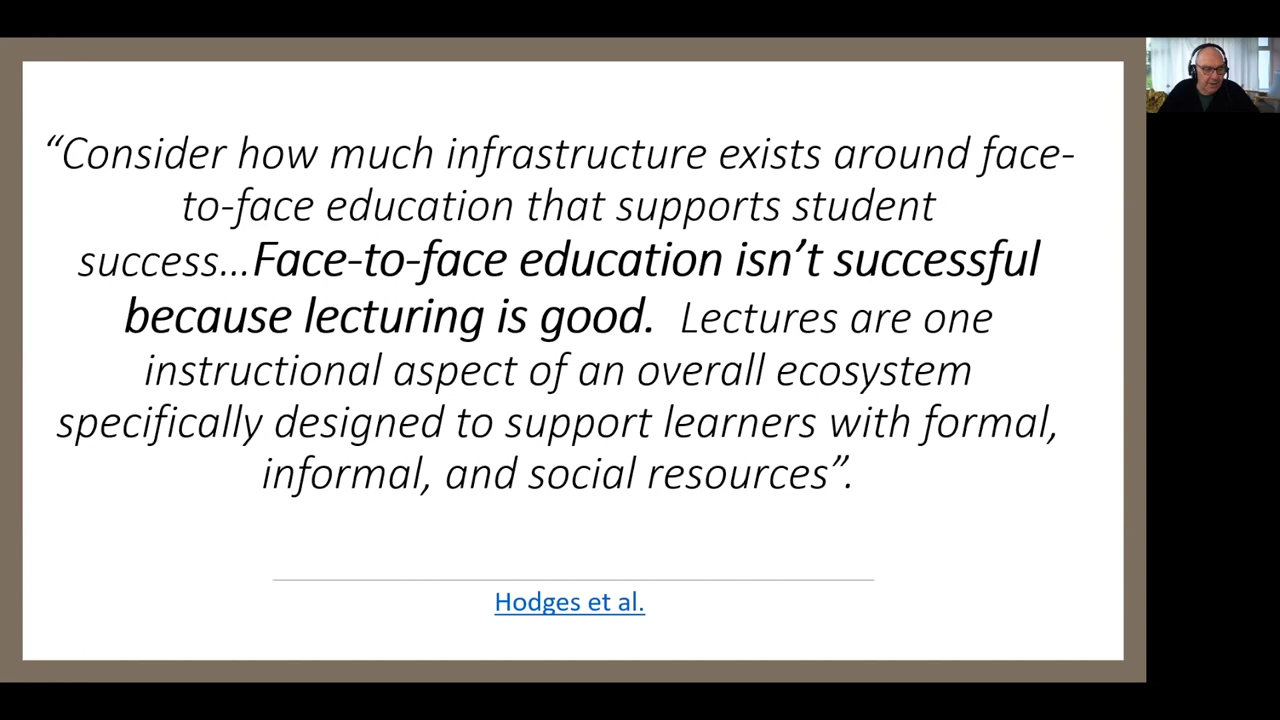 “Consider how much infrastructure exists around face-
to-face education that supports student
success...Face-to-face education isn’t successful
because lecturing is good.  Lectures are one
instructional aspect of an overall ecosystem
specifically designed to support learners with formal,
informal, and social resources”.
Hodges et al.